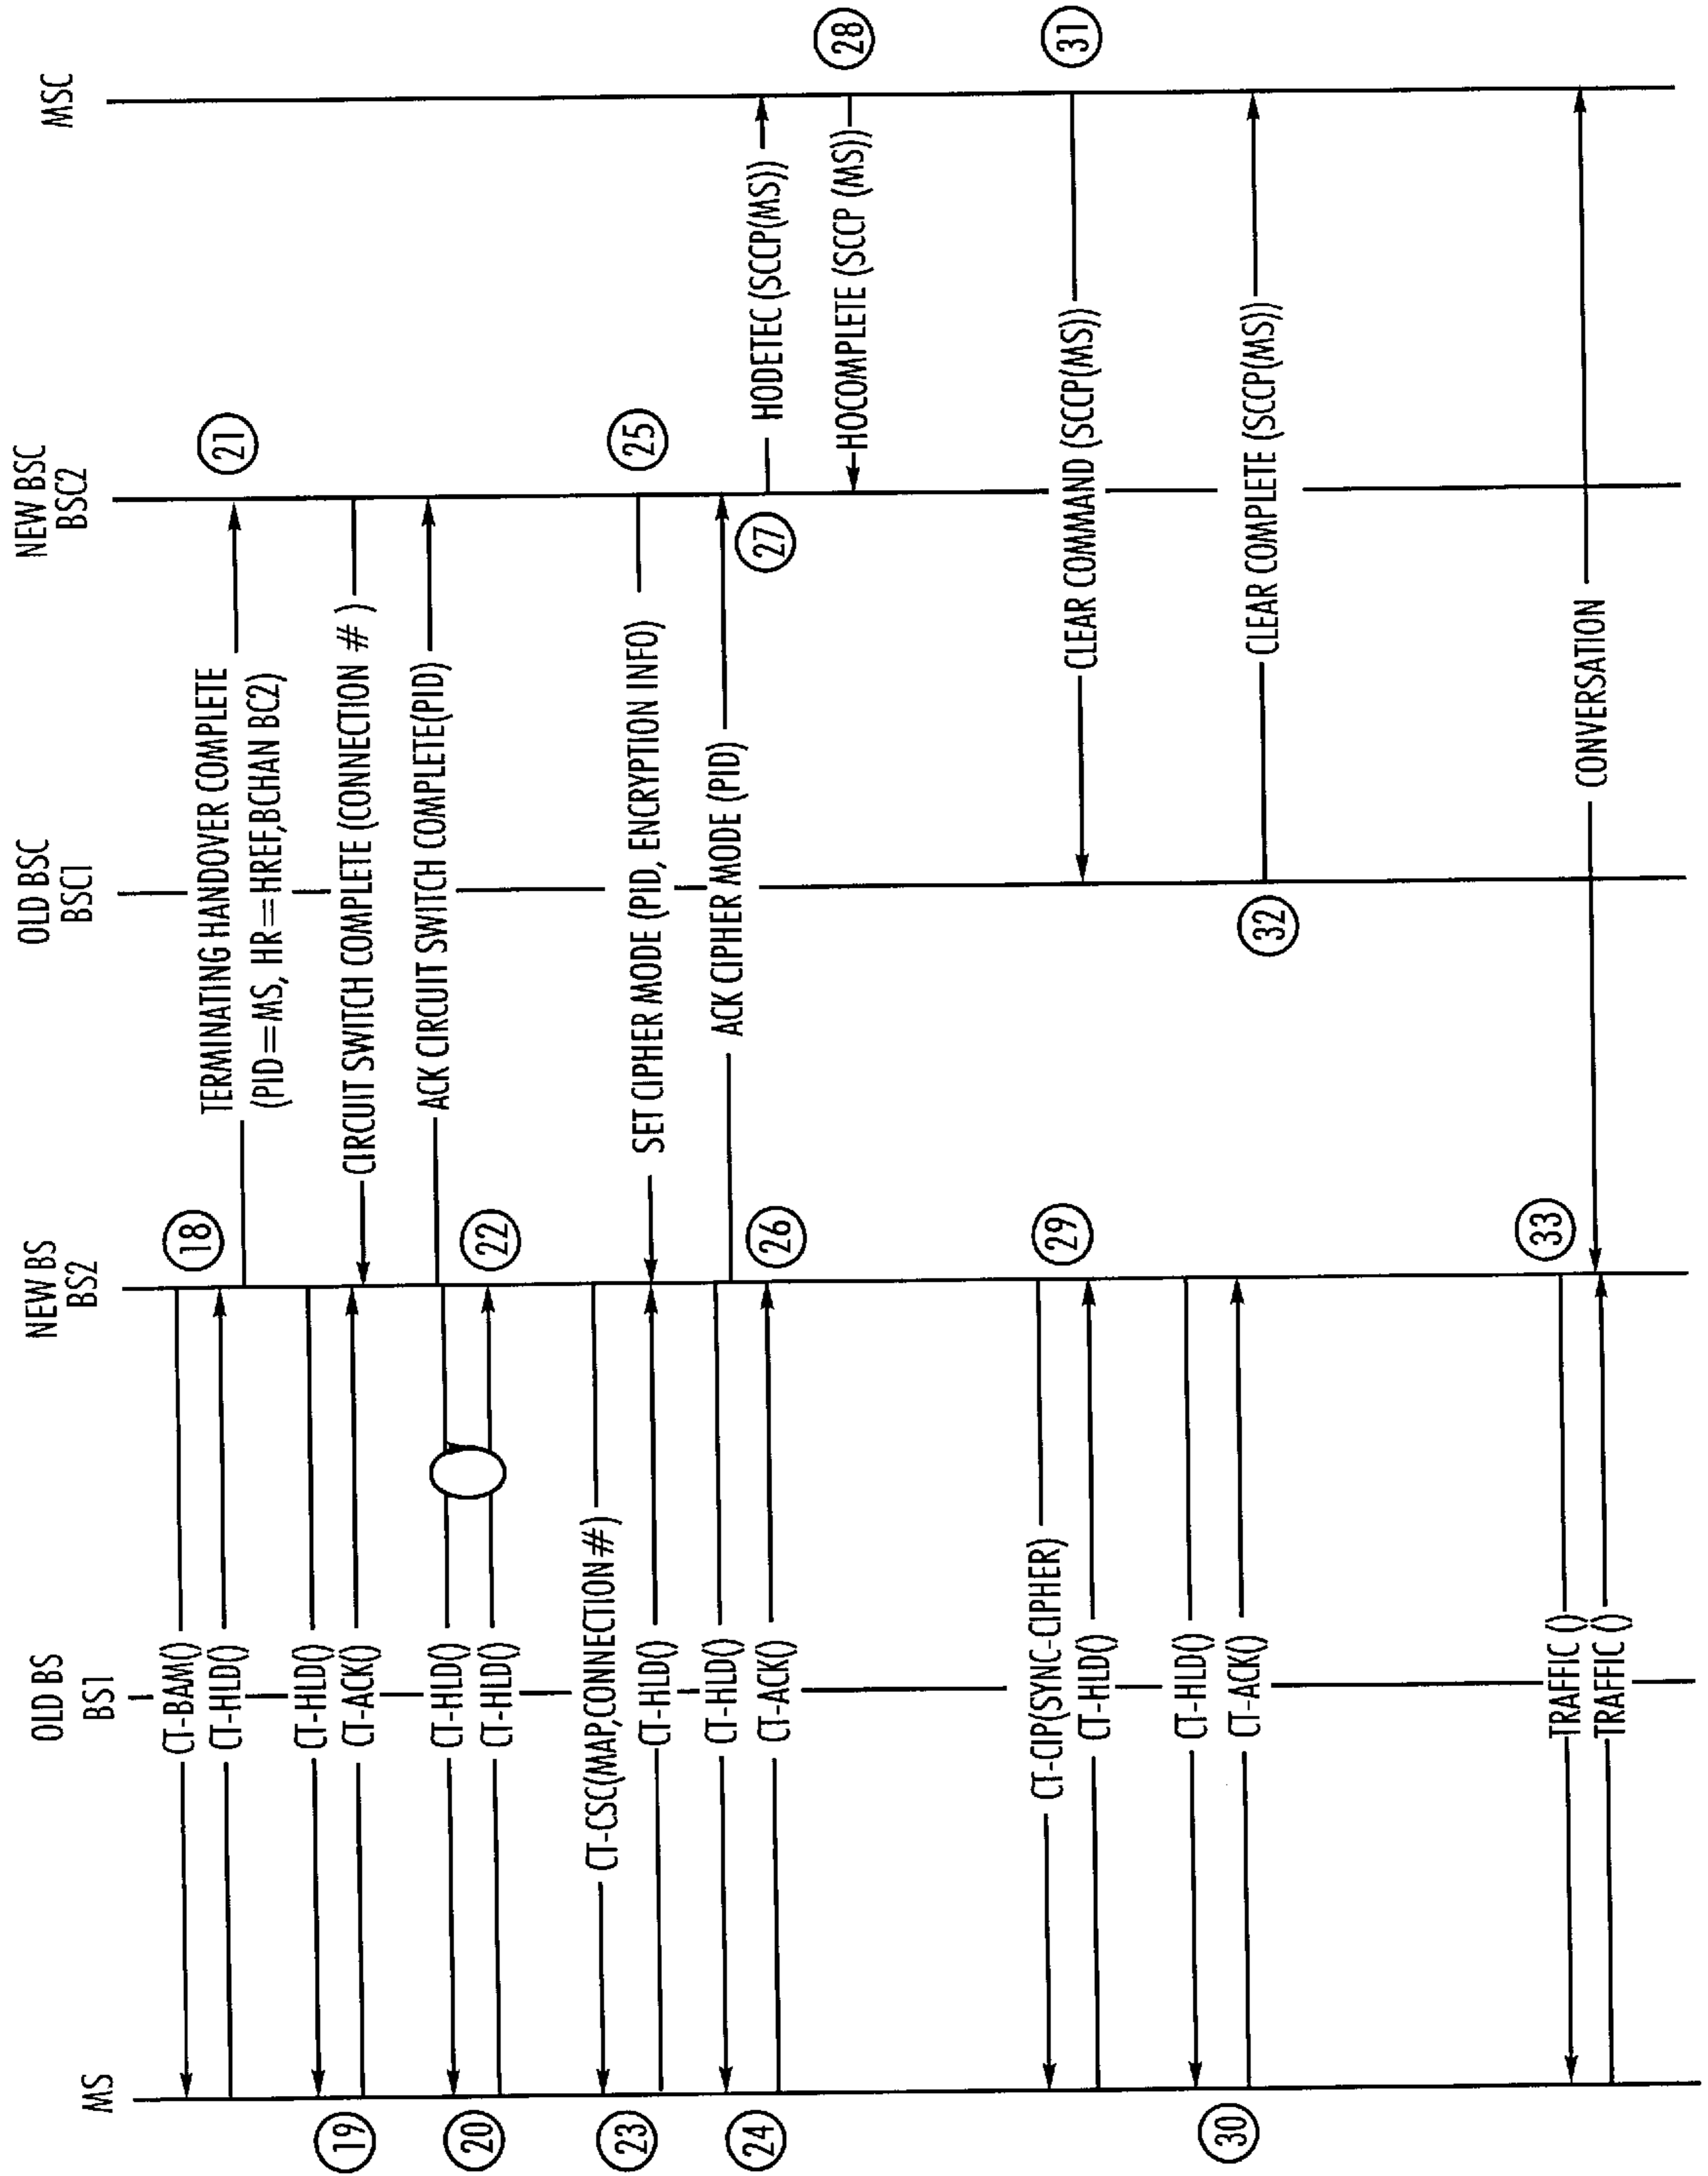 MS
OLD BS
BS1
NEW BS
BS2
OLD BSC
BSC1
NEW BSC
BSC2
MSC
18
CT-BAM()
CT-HLD()
TERMINATING HANDOVER COMPLETE
(PID=MS, HR=HREF,BCHAN BC2)
21
19
CT-HLD()
CT-ACK()
CIRCUIT SWITCH COMPLETE (CONNECTION #)
20
CT-HLD()
CT-HLD()
22
ACK CIRCUIT SWITCH COMPLETE(PID)
23
CT-CSC(MAP,CONNECTION#)
CT-HLD()
SET CIPHER MODE (PID, ENCRYPTION INFO)
25
24
CT-HLD()
CT-ACK()
26
ACK CIPHER MODE (PID)
27
HODETEC (SCCP(MS))
HOCOMPLETE (SCCP (MS))
28
CT-CIP(SYNC-CIPHER)
CT-HLD()
29
CLEAR COMMAND (SCCP(MS))
31
30
CT-HLD()
CT-ACK()
32
CLEAR COMPLETE (SCCP(MS))
TRAFFIC ()
TRAFFIC ()
33
CONVERSATION